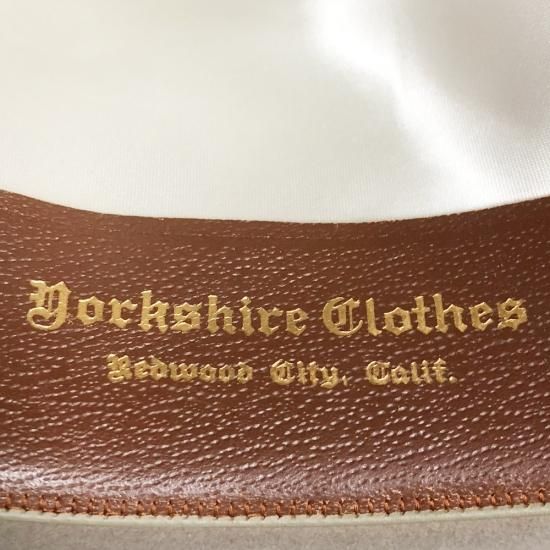 Yorkshire Clothes
Redwood City, Calif.